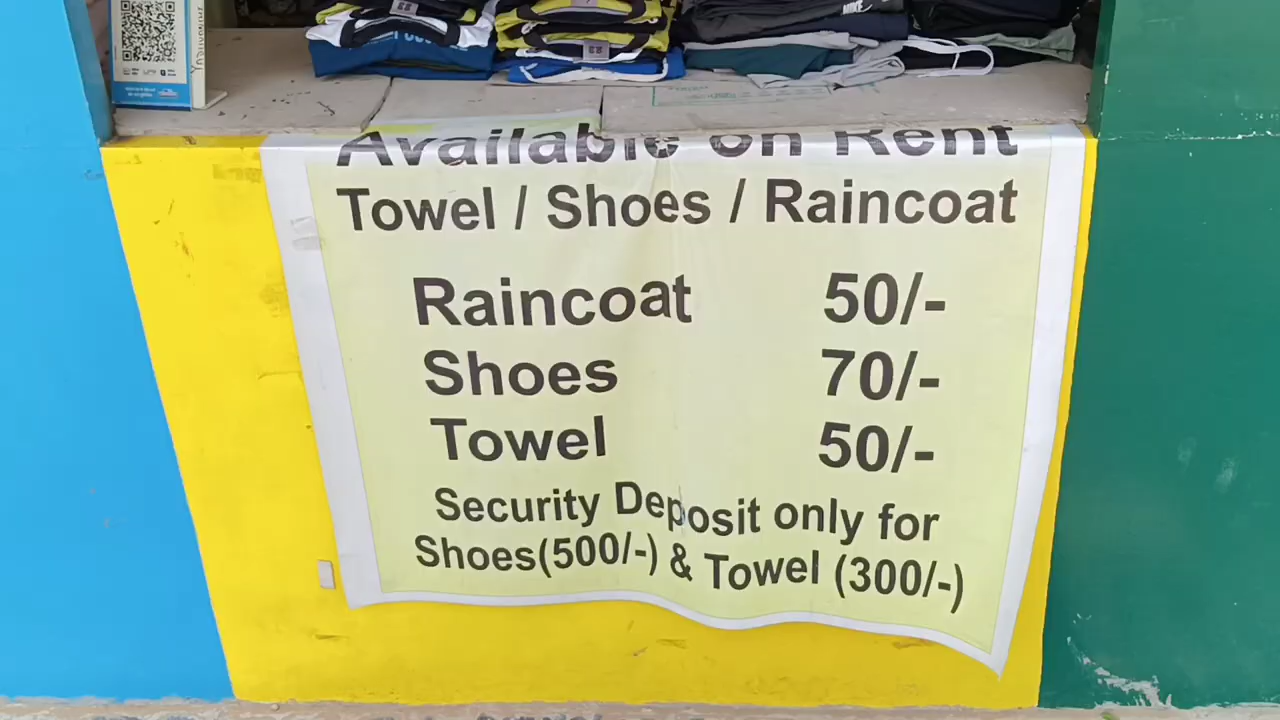 Available on Rent
Towel / Shoes / Raincoat
Raincoat 50/-
Shoes 70/-
Towel 50/-
Security Deposit only for
Shoes(500/-) & Towel (300/-)